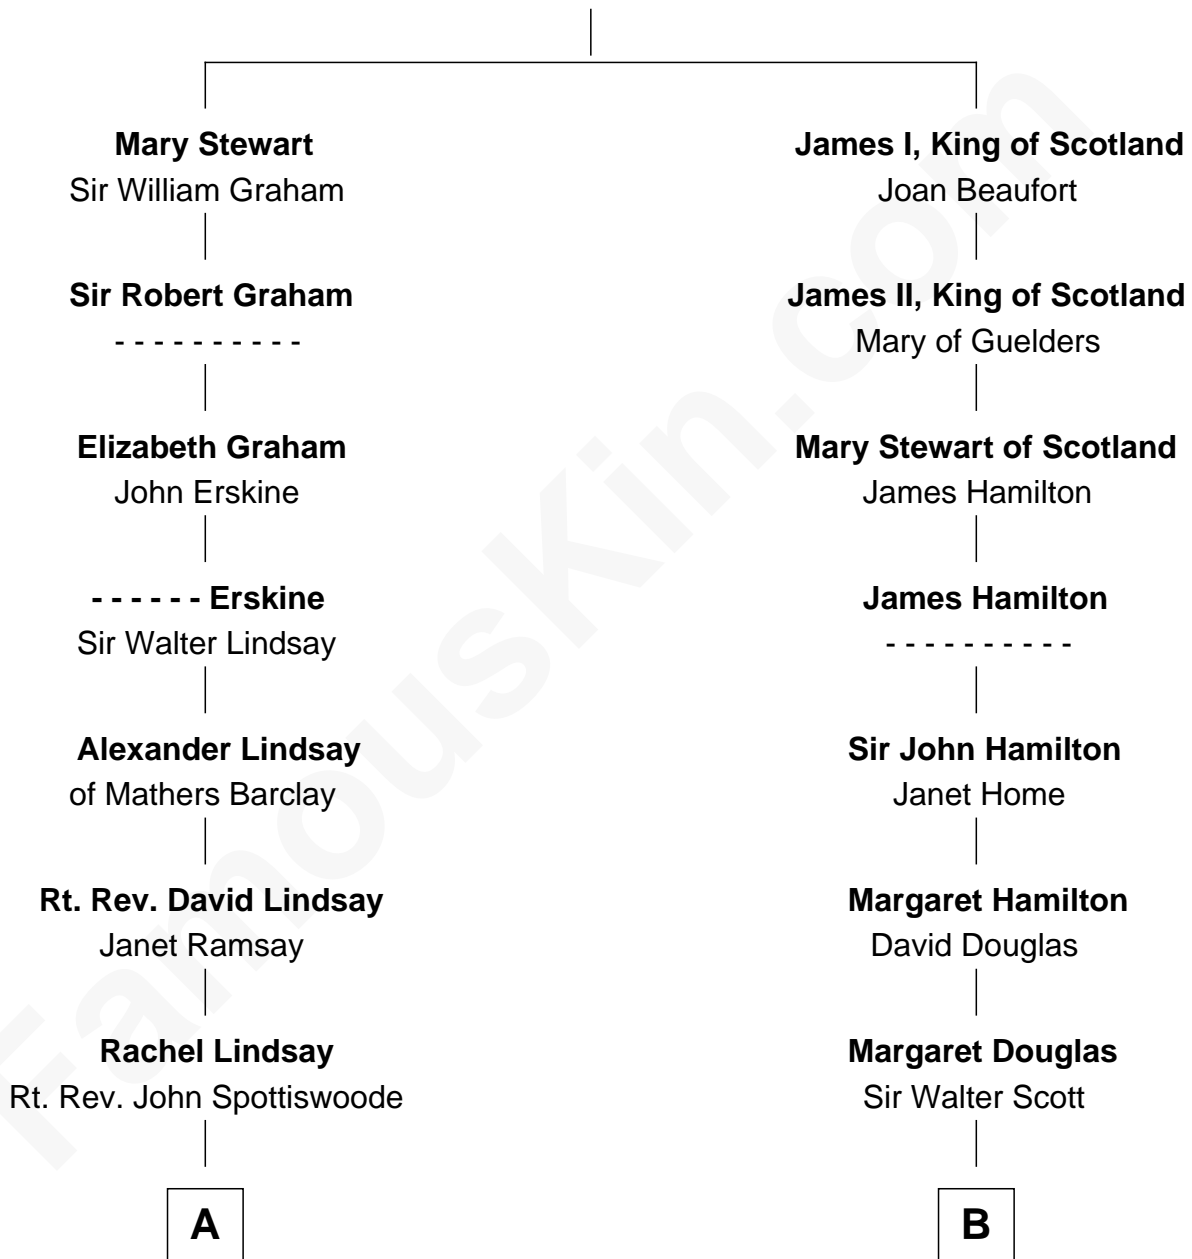 Mary Stewart
Sir William Graham
Sir Robert Graham
- - - - - - - - - -
Elizabeth Graham
John Erskine
- - - - - - Erskine
Sir Walter Lindsay
Alexander Lindsay
of Mathers Barclay
Rt. Rev. David Lindsay
Janet Ramsay
Rachel Lindsay
Rt. Rev. John Spottiswoode
A
James I, King of Scotland
Joan Beaufort
James II, King of Scotland
Mary of Guelders
Mary Stewart of Scotland
James Hamilton
James Hamilton
- - - - - - - - - -
Sir John Hamilton
Janet Home
Margaret Hamilton
David Douglas
Margaret Douglas
Sir Walter Scott
B
FamousKin.com